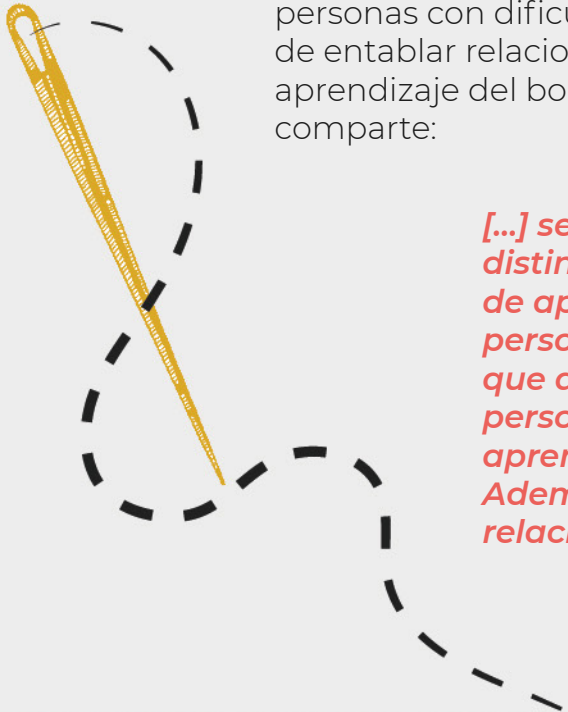 personas con dificu
de entablar relacio
aprendizaje del bo
comparte:
[...] se
distin
de ap
perso
que a
perso
apren
Adem
relaci